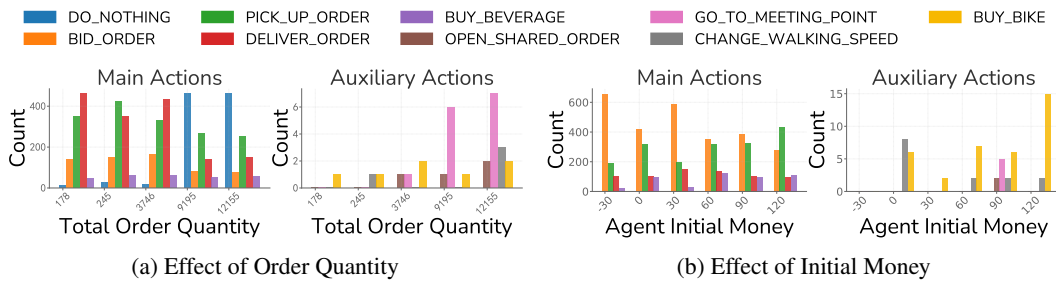 DO_NOTHING PICK_UP_ORDER BUY_BEVERAGE GO_TO_MEETING_POINT BUY_BIKE
BID_ORDER DELIVER_ORDER OPEN_SHARED_ORDER CHANGE_WALKING_SPEED
Main Actions Auxiliary Actions Main Actions Auxiliary Actions
Count
400
200
0
178 245 3746 9195 12155
Total Order Quantity
Count
6
4
2
0
178 245 3746 9195 12155
Total Order Quantity
Count
600
400
200
0
-30 0 30 60 90 120
Agent Initial Money
Count
15
10
5
0
-30 0 30 60 90 120
Agent Initial Money
(a) Effect of Order Quantity (b) Effect of Initial Money